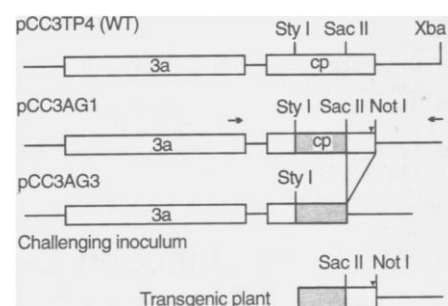 pCC3TP4 (WT) Sty I Sac II Xba
3a cp
pCC3AG1 Sty I Sac II Not I
3a cp
pCC3AG3 Sty I
3a
Challenging inoculum
Sac II Not I
Transgenic plant